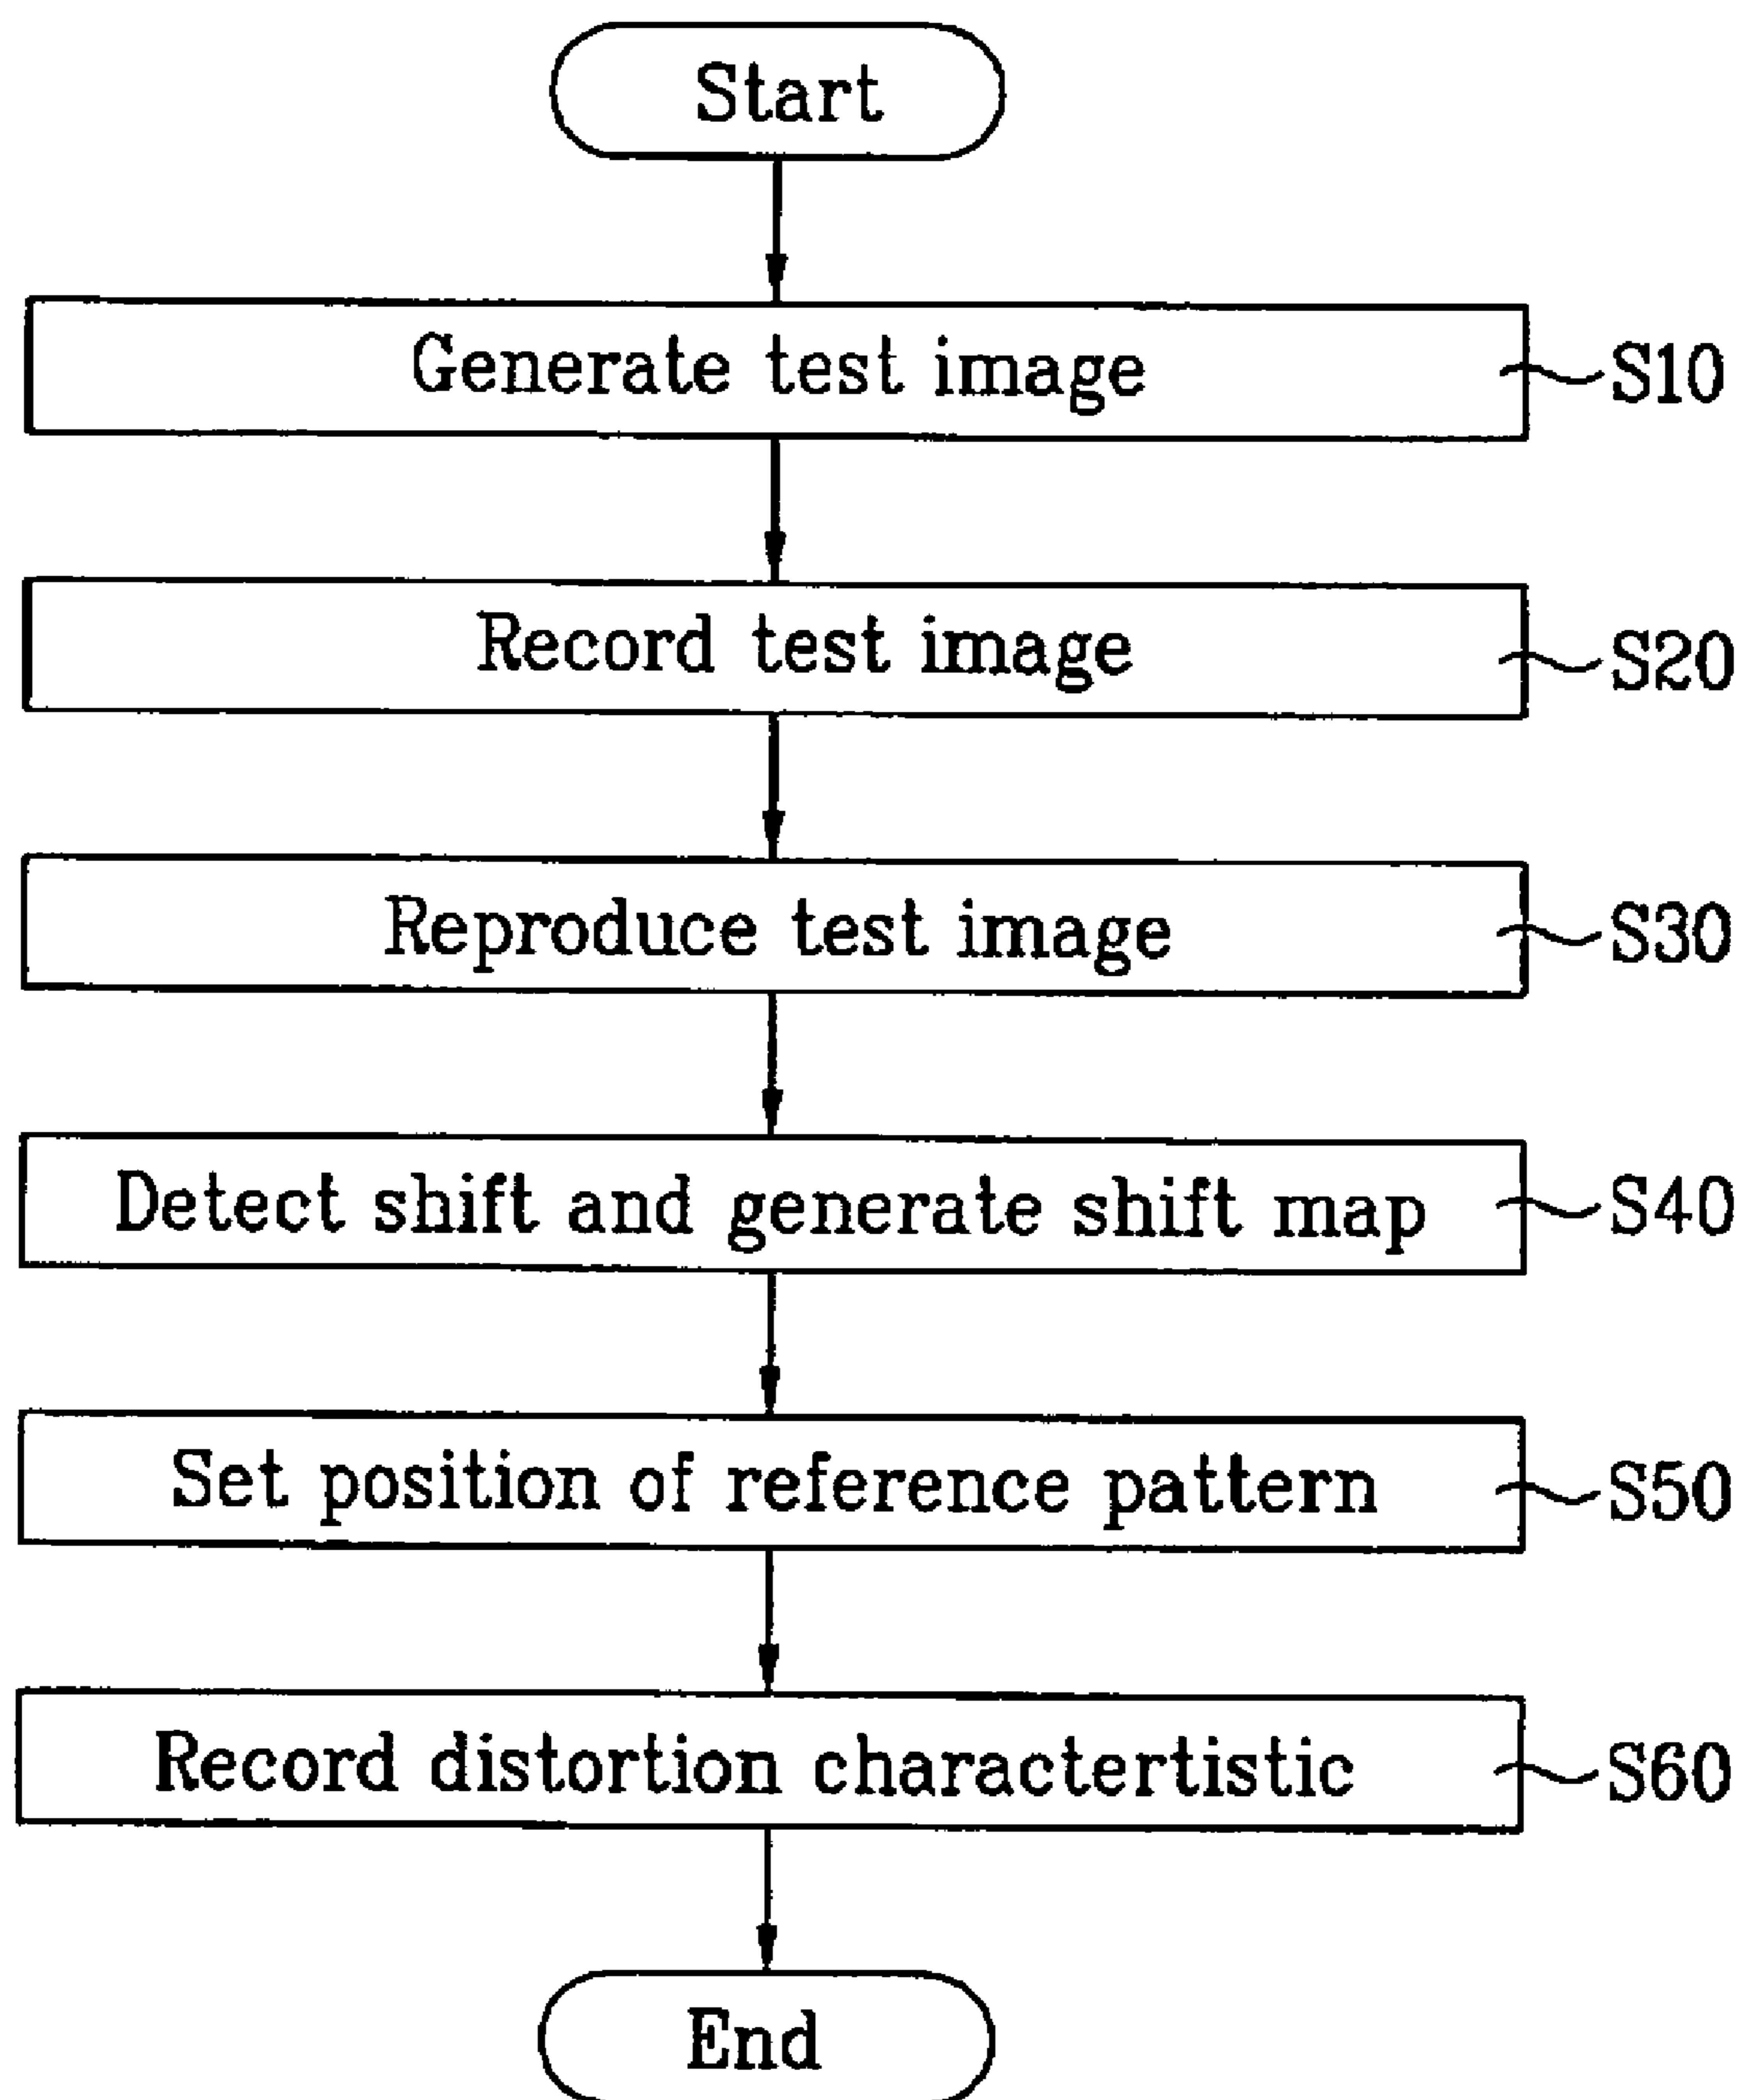 Start
Generate test image
S10
Record test image
S20
Reproduce test image
S30
Detect shift and generate shift map
S40
Set position of reference pattern
S50
Record distortion charactertistic
S60
End